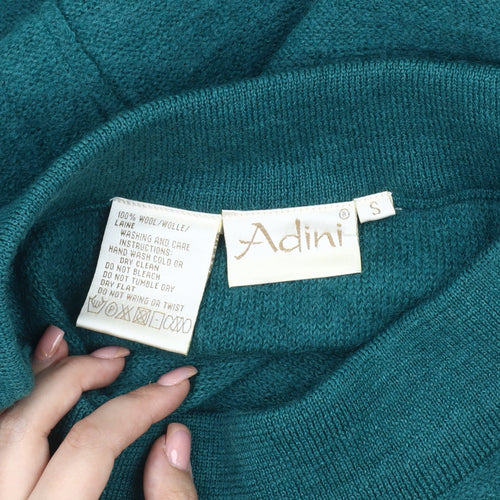 100% WOOL/WOLLE/
LAINE
WASHING AND CARE
INSTRUCTIONS:
HAND WASH COLD OR
DRY CLEAN
DO NOT BLEACH
DO NOT TUMBLE DAY
DRY FLAT
DO NOT WRING OR TWIST
Adini®
S